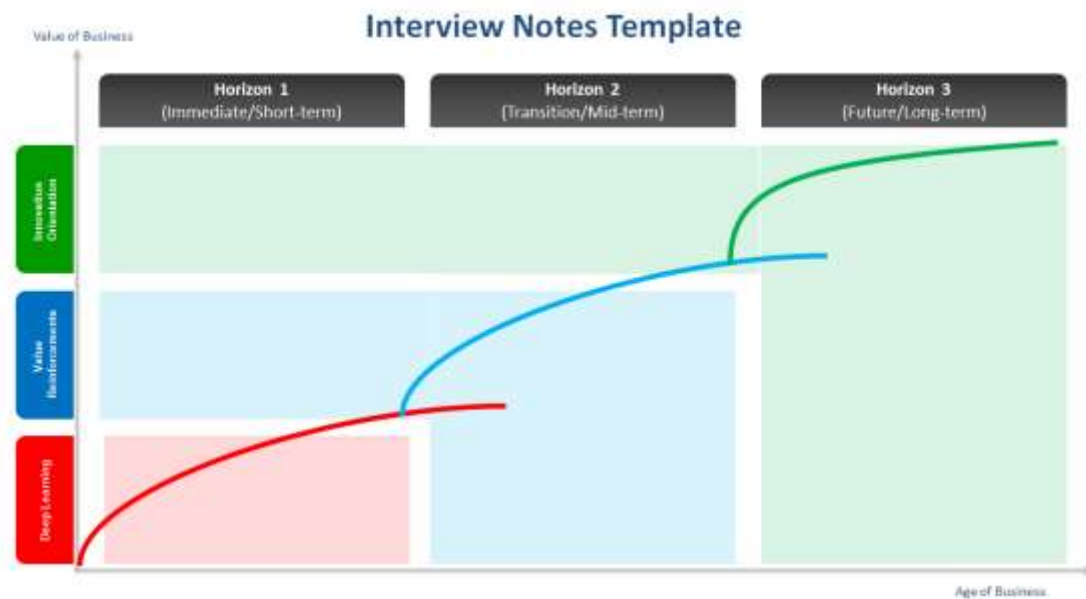 Interview Notes Template
Value of Business
Horizon 1
(Immediate/Short-term)
Horizon 2
(Transition/Mid-term)
Horizon 3
(Future/Long-term)
Innovation
Orientation
Value
Reinforcements
Deep Learning
Age of Business